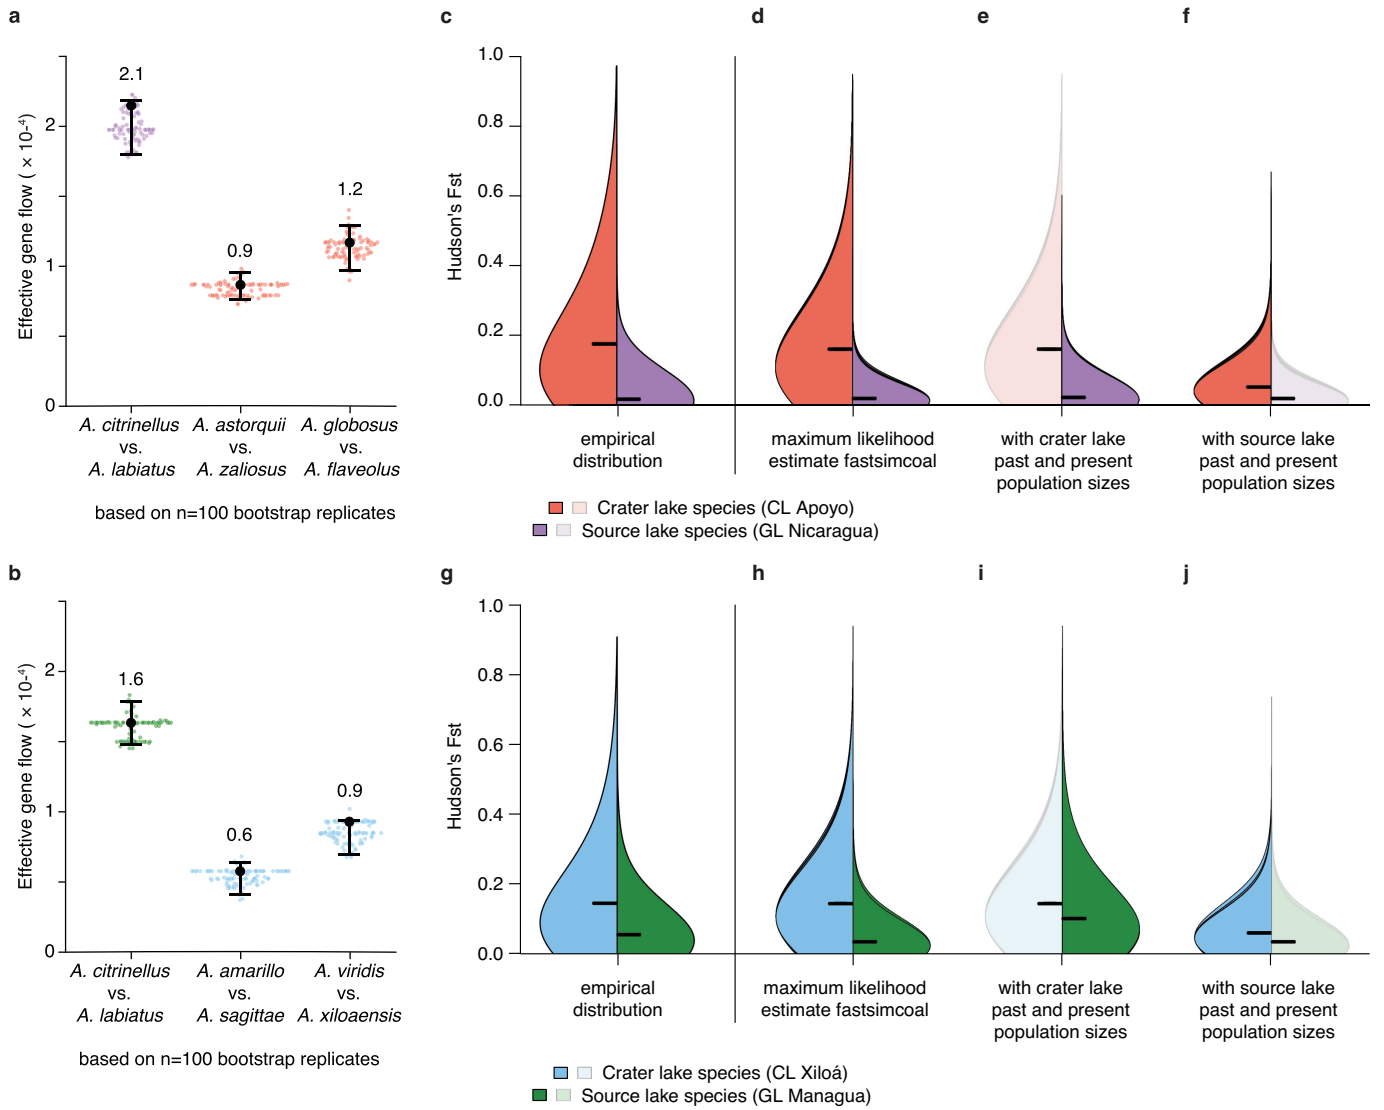 a
Effective gene flow ( × 10-4)
2
1
0
2.1
0.9
1.2
A. citrinellus
vs.
A. labiatus
A. astorquii
vs.
A. zaliosus
A. globosus
vs.
A. flaveolus
based on n=100 bootstrap replicates
c
d
e
f
Hudson's Fst
1.0
0.8
0.6
0.4
0.2
0.0
empirical
distribution
maximum likelihood
estimate fastsimcoal
with crater lake
past and present
population sizes
with source lake
past and present
population sizes
Crater lake species (CL Apoyo)
Source lake species (GL Nicaragua)
b
Effective gene flow ( × 10-4)
2
1
0
1.6
0.6
0.9
A. citrinellus
vs.
A. labiatus
A. amarillo
vs.
A. sagittae
A. viridis
vs.
A. xiloaensis
based on n=100 bootstrap replicates
g
h
i
j
Hudson's Fst
1.0
0.8
0.6
0.4
0.2
0.0
empirical
distribution
maximum likelihood
estimate fastsimcoal
with crater lake
past and present
population sizes
with source lake
past and present
population sizes
Crater lake species (CL Xiloá)
Source lake species (GL Managua)